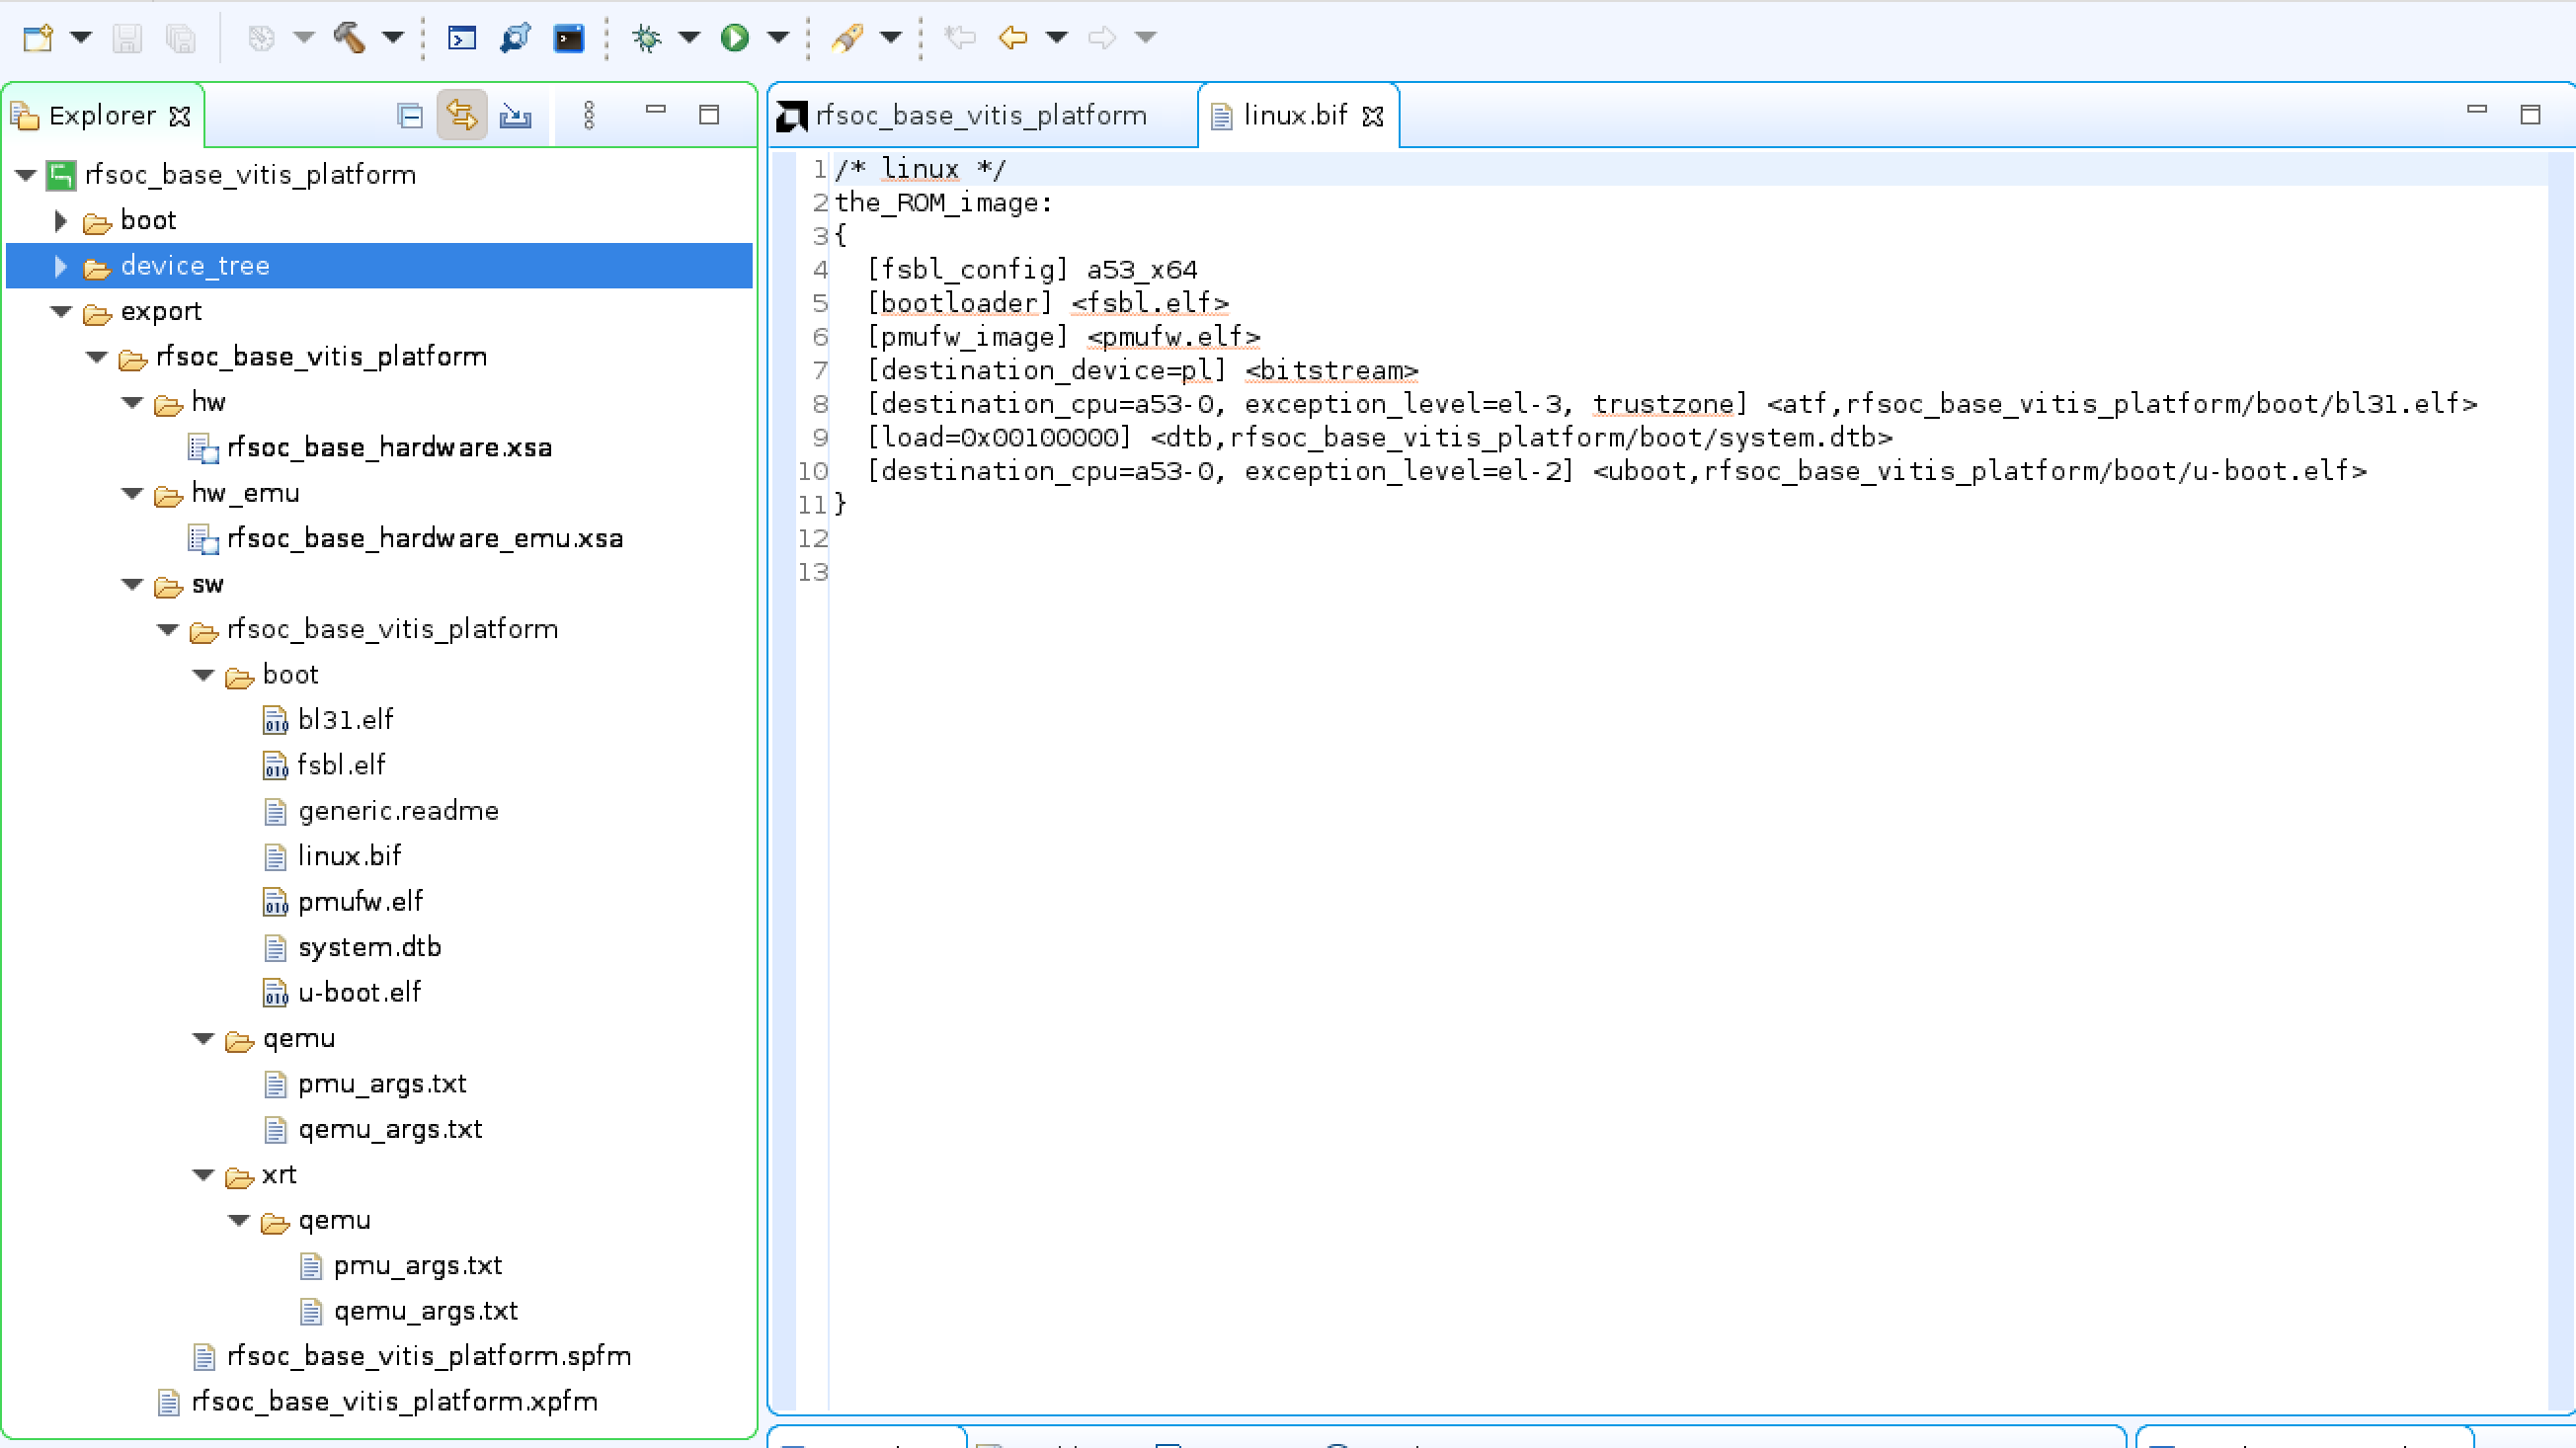 Explorer
rfsoc_base_vitis_platform
boot
device_tree
export
rfsoc_base_vitis_platform
hw
rfsoc_base_hardware.xsa
hw_emu
rfsoc_base_hardware_emu.xsa
sw
rfsoc_base_vitis_platform
boot
bl31.elf
fsbl.elf
generic.readme
linux.bif
pmufw.elf
system.dtb
u-boot.elf
qemu
pmu_args.txt
qemu_args.txt
xrt
qemu
pmu_args.txt
qemu_args.txt
rfsoc_base_vitis_platform.spfm
rfsoc_base_vitis_platform.xpfm
rfsoc_base_vitis_platform
linux.bif
1 /* linux */
2 the_ROM_image:
3 {
4   [fsbl_config] a53_x64
5   [bootloader] <fsbl.elf>
6   [pmufw_image] <pmufw.elf>
7   [destination_device=pl] <bitstream>
8   [destination_cpu=a53-0, exception_level=el-3, trustzone] <atf,rfsoc_base_vitis_platform/boot/bl31.elf>
9   [load=0x00100000] <dtb,rfsoc_base_vitis_platform/boot/system.dtb>
10   [destination_cpu=a53-0, exception_level=el-2] <uboot,rfsoc_base_vitis_platform/boot/u-boot.elf>
11 }
12
13